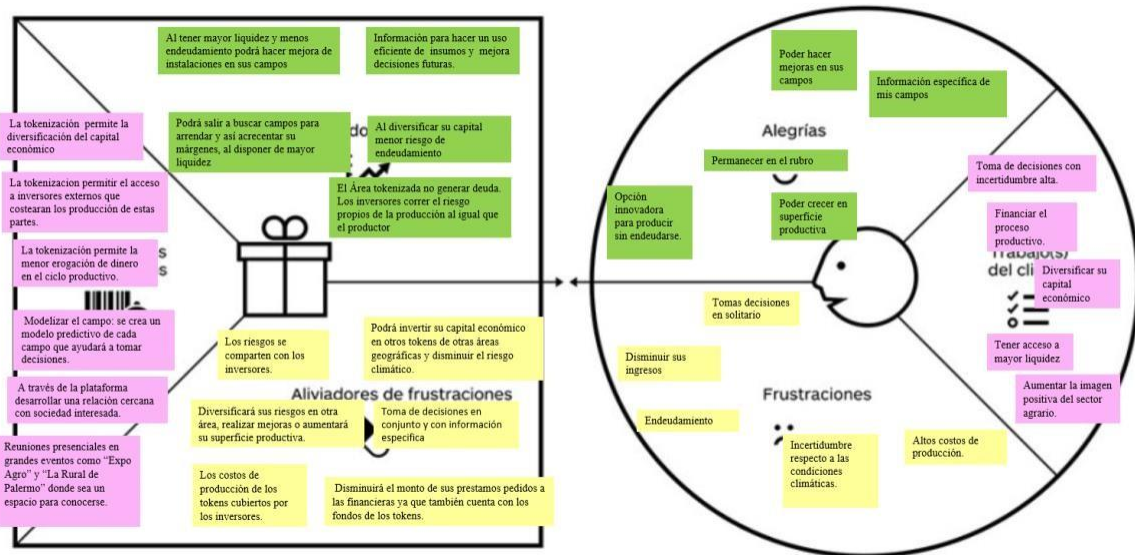 Al tener mayor liquidez y menos
endeudamiento podrá hacer mejora de
instalaciones en sus campos
Información para hacer un uso
eficiente de insumos y mejora
decisiones futuras.
La tokenización permite la
diversificación del capital
económico
Podrá salir a buscar campos para
arrendar y así acrecentar su
márgenes, al disponer de mayor
liquidez
do
Al diversificar su capital
menor riesgo de
endeudamiento
La tokenizacion permitir el acceso
a inversores externos que
costearan los producción de estas
partes.
El Área tokenizada no generar deuda.
Los inversores correr el riesgo
propios de la producción al igual que
el productor
La tokenización permite la
menor erogación de dinero
en el ciclo productivo.
s
s
Modelizar el campo: se crea un
modelo predictivo de cada
campo que ayudará a tomar
decisiones.
A través de la plataforma
desarrollar una relación cercana
con sociedad interesada.
Reuniones presenciales en
grandes eventos como “Expo
Agro” y “La Rural de
Palermo” donde sea un
espacio para conocerse.
Los riesgos se
comparten con los
inversores.
Podrá invertir su capital económico
en otros tokens de otras áreas
geográficas y disminuir el riesgo
climático.
Aliviadores de frustraciones
Diversificará sus riesgos en otra
área, realizar mejoras o aumentará
su superficie productiva.
Toma de decisiones en
conjunto y con información
especifica
Los costos de
producción de los
tokens cubiertos por
los inversores.
Disminuirá el monto de sus prestamos pedidos a
las financieras ya que también cuenta con los
fondos de los tokens.
Poder hacer
mejoras en sus
campos
Información específica de
mis campos
Alegrías
Permanecer en el rubro
Opción
innovadora
para producir
sin endeudarse.
Poder crecer en
superficie
productiva
Toma de decisiones con
incertidumbre alta.
Financiar el
proceso
productivo.
Trabajo(s)
del cli
Diversificar su
capital
económico
Tener acceso a
mayor liquidez
Aumentar la imagen
positiva del sector
agrario.
Tomas decisiones
en solitario
Disminuir sus
ingresos
Frustraciones
Endeudamiento
Incertidumbre
respecto a las
condiciones
climáticas.
Altos costos de
producción.